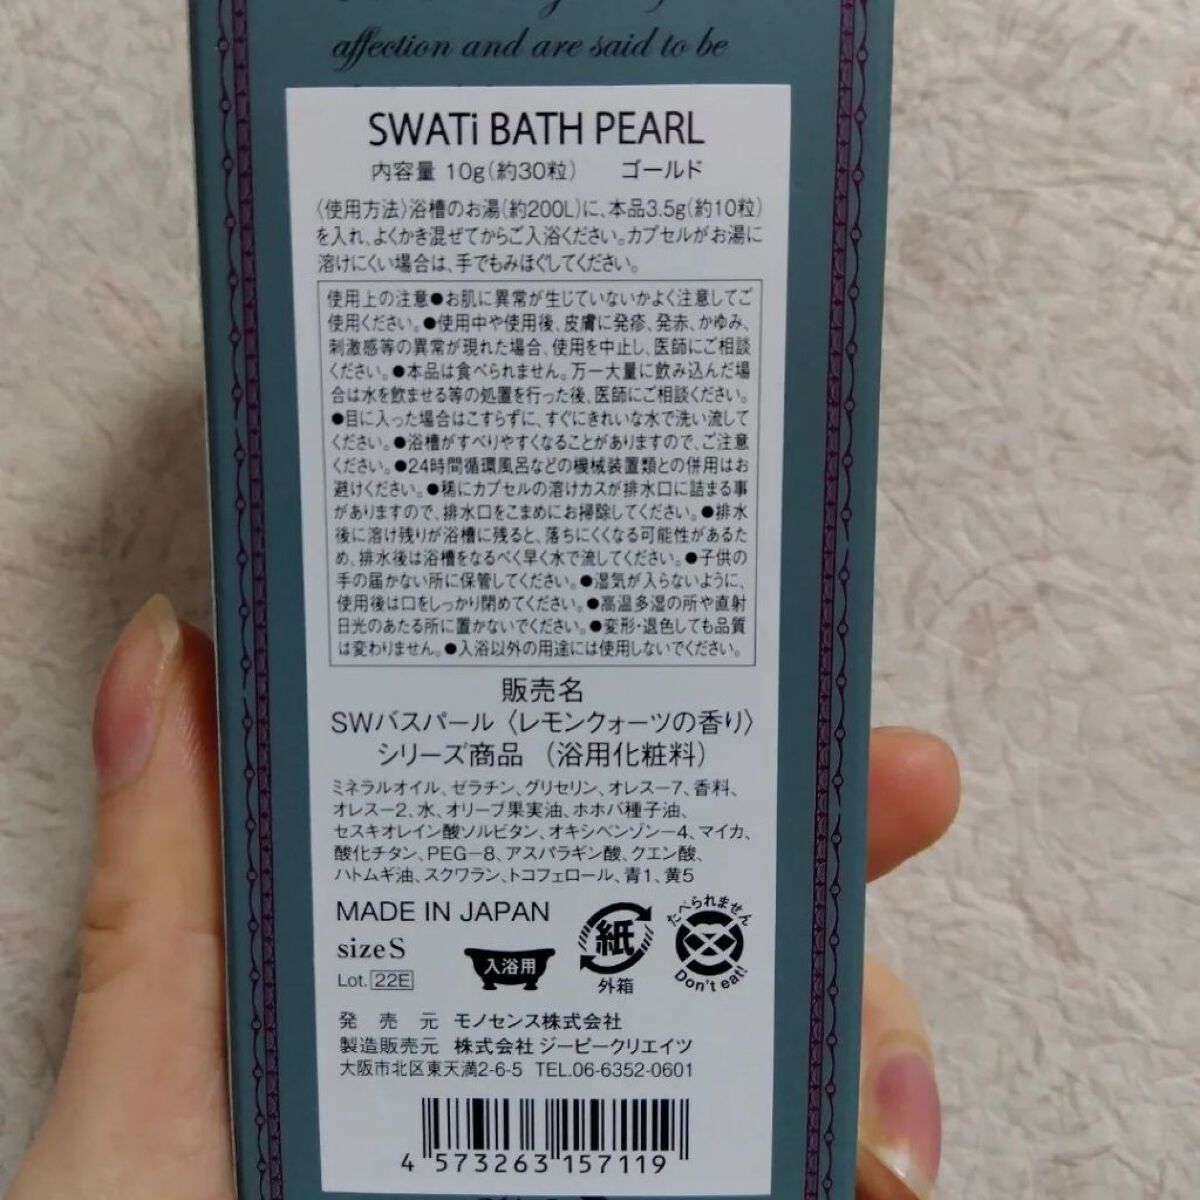 affection and are said to be
SWATi BATH PEARL
内容量 10g(約30粒) ゴールド
〈使用方法〉浴槽のお湯(約200L)に、本品3.5g(約10粒)
を入れ、よくかき混ぜてからご入浴ください。カプセルがお湯に
溶けにくい場合は、手でもみほぐしてください。
使用上の注意●お肌に異常が生じていないかよく注意してご
使用ください。●使用中や使用後、皮膚に発疹、発赤、かゆみ、
刺激感等の異常が現れた場合、使用を中止し、医師にご相談
ください。●本品は食べられません。万一大量に飲み込んだ場
合は水を飲ませる等の処置を行った後、医師にご相談ください。
●目に入った場合はこすらずに、すぐにきれいな水で洗い流して
ください。●浴槽がすべりやすくなることがありますので、ご注意
ください。●24時間循環風呂などの機械装置類との併用はお
避けください。●稀にカプセルの溶けカスが排水口に詰まる事
がありますので、排水口をこまめにお掃除してください。●排水
後に溶け残りが浴槽に残ると、落ちにくくなる可能性があるた
め、排水後は浴槽をなるべく早く水で流してください。●子供の
手の届かない所に保管してください。●湿気が入らないように、
使用後は口をしっかり閉めてください。●高温多湿の所や直射
日光のあたる所に置かないでください。●変形・退色しても品質
は変わりません。●入浴以外の用途には使用しないでください。
販売名
SWバスパール〈レモンクォーツの香り〉
シリーズ商品（浴用化粧料）
ミネラルオイル、ゼラチン、グリセリン、オレス-7、香料、
オレス-2、水、オリーブ果実油、ホホバ種子油、
セスキオレイン酸ソルビタン、オキシベンゾン-4、マイカ、
酸化チタン、PEG-8、アスパラギン酸、クエン酸、
ハトムギ油、スクワラン、トコフェロール、青1、黄5
MADE IN JAPAN
size S
Lot. 22E
入浴用
紙
外箱
たべられません
Don't eat!
発売元 モノセンス株式会社
製造販売元 株式会社 ジーピークリエイツ
大阪市北区東天満2-6-5 TEL.06-6352-0601
4 573263 157119